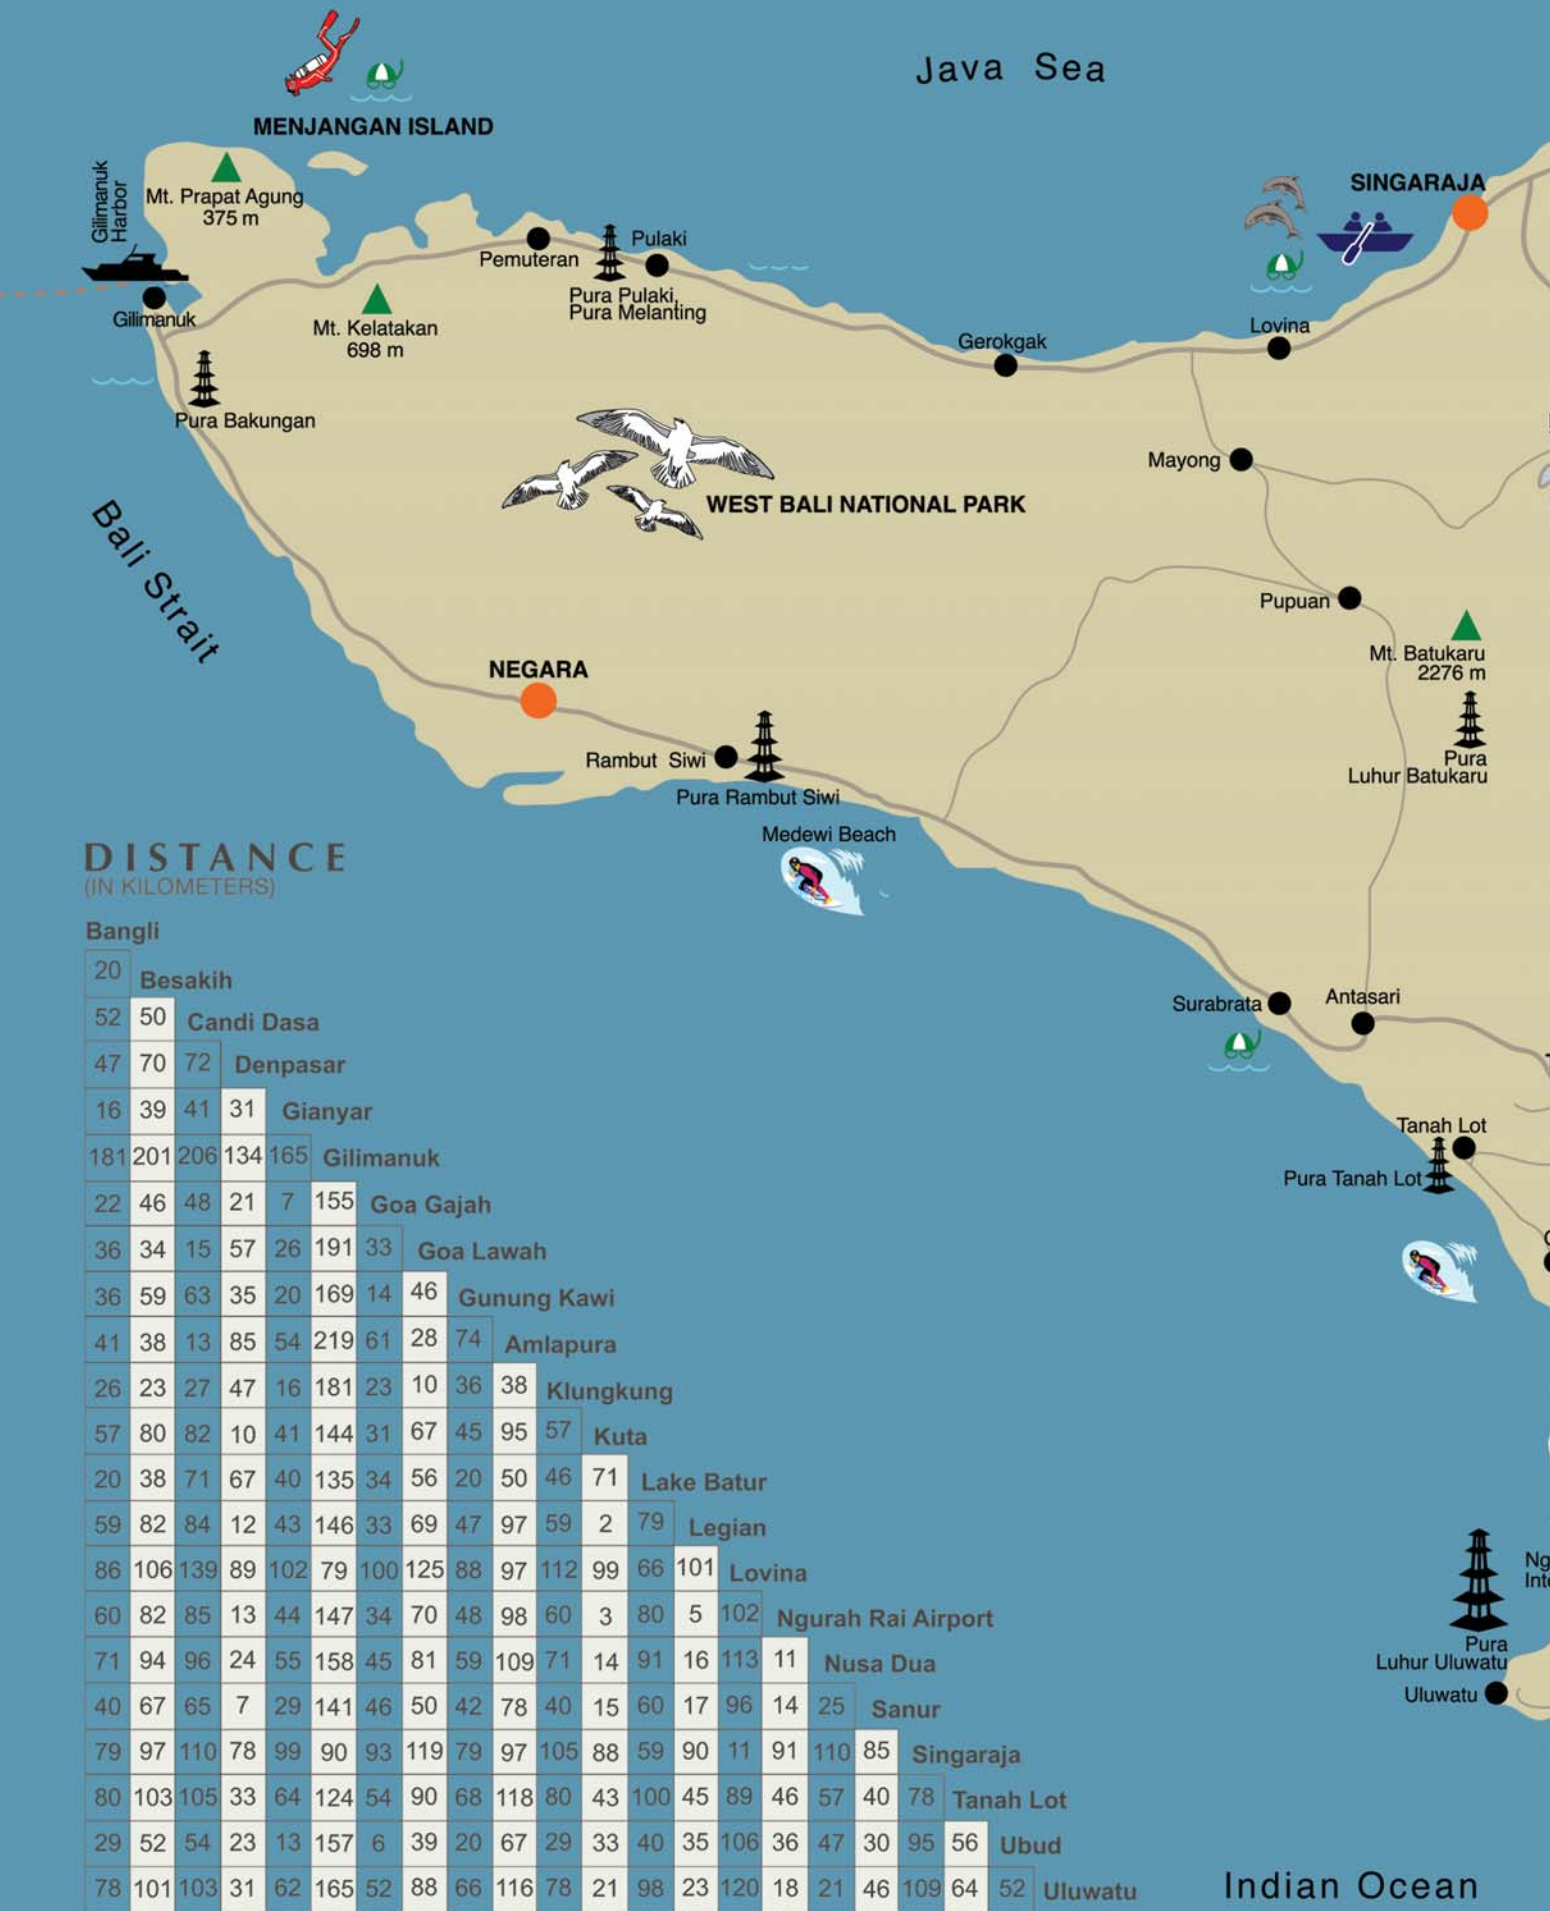 Java Sea
MENJANGAN ISLAND
Gilimanuk
Harbor
Mt. Prapat Agung
375 m
SINGARAJA
Pemuteran
Pulaki
Pura Pulaki,
Pura Melanting
Gilimanuk
Mt. Kelatakan
698 m
Gerokgak
Lovina
Pura Bakungan
Mayong
WEST BALI NATIONAL PARK
Bali Strait
Pupuan
Mt. Batukaru
2276 m
NEGARA
Rambut Siwi
Pura
Luhur Batukaru
Pura Rambut Siwi
Medewi Beach
Surabrata
Antasari
Tanah Lot
Pura Tanah Lot
Pura
Luhur Uluwatu
Uluwatu
Indian Ocean
DISTANCE
(IN KILOMETERS)
Bangli
20 Besakih
52 50 Candi Dasa
47 70 72 Denpasar
16 39 41 31 Gianyar
181 201 206 134 165 Gilimanuk
22 46 48 21 7 155 Goa Gajah
36 34 15 57 26 191 33 Goa Lawah
36 59 63 35 20 169 14 46 Gunung Kawi
41 38 13 85 54 219 61 28 74 Amlapura
26 23 27 47 16 181 23 10 36 38 Klungkung
57 80 82 10 41 144 31 67 45 95 57 Kuta
20 38 71 67 40 135 34 56 20 50 46 71 Lake Batur
59 82 84 12 43 146 33 69 47 97 59 2 79 Legian
86 106 139 89 102 79 100 125 88 97 112 99 66 101 Lovina
60 82 85 13 44 147 34 70 48 98 60 3 80 5 102 Ngurah Rai Airport
71 94 96 24 55 158 45 81 59 109 71 14 91 16 113 11 Nusa Dua
40 67 65 7 29 141 46 50 42 78 40 15 60 17 96 14 25 Sanur
79 97 110 78 99 90 93 119 79 97 105 88 59 90 11 91 110 85 Singaraja
80 103 105 33 64 124 54 90 68 118 80 43 100 45 89 46 57 40 78 Tanah Lot
29 52 54 23 13 157 6 39 20 67 29 33 40 35 106 36 47 30 95 56 Ubud
78 101 103 31 62 165 52 88 66 116 78 21 98 23 120 18 21 46 109 64 52 Uluwatu